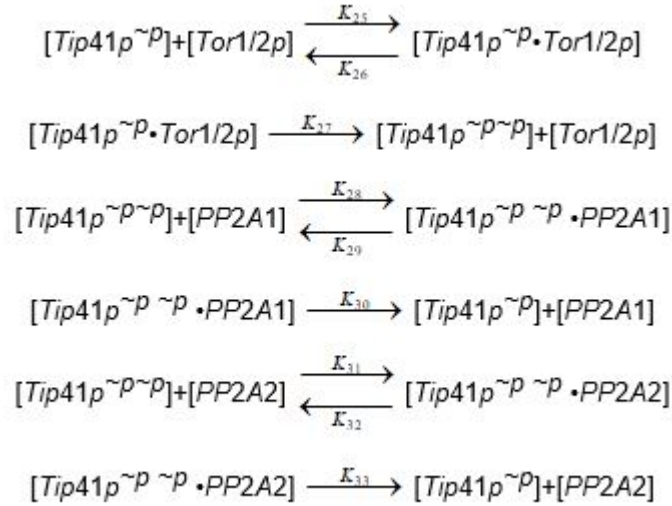 [Tip41p~p]+[Tor1/2p] K25 K26 [Tip41p~p•Tor1/2p]
[Tip41p~p•Tor1/2p] K27 [Tip41p~p~p]+[Tor1/2p]
[Tip41p~p~p]+[PP2A1] K28 K29 [Tip41p~p ~p •PP2A1]
[Tip41p~p ~p •PP2A1] K30 [Tip41p~p]+[PP2A1]
[Tip41p~p~p]+[PP2A2] K31 K32 [Tip41p~p ~p •PP2A2]
[Tip41p~p ~p •PP2A2] K33 [Tip41p~p]+[PP2A2]